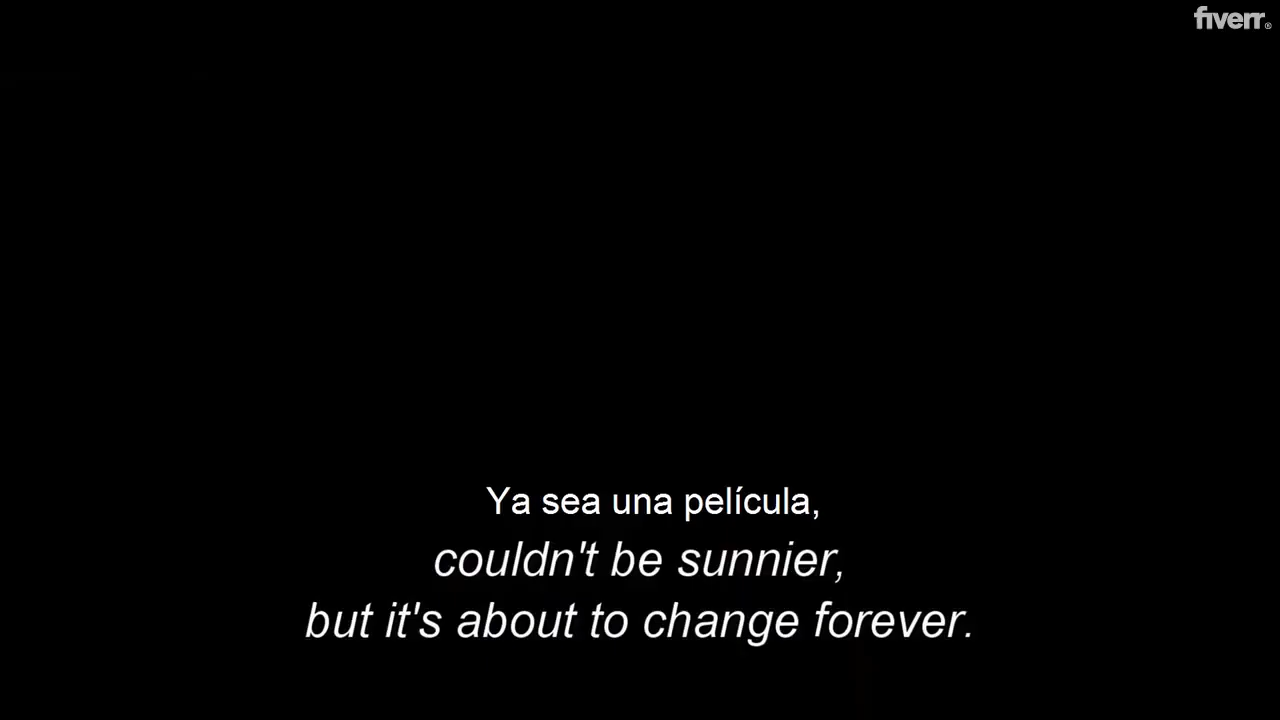 fiverr®
Ya sea una película,
couldn't be sunnier,
but it's about to change forever.